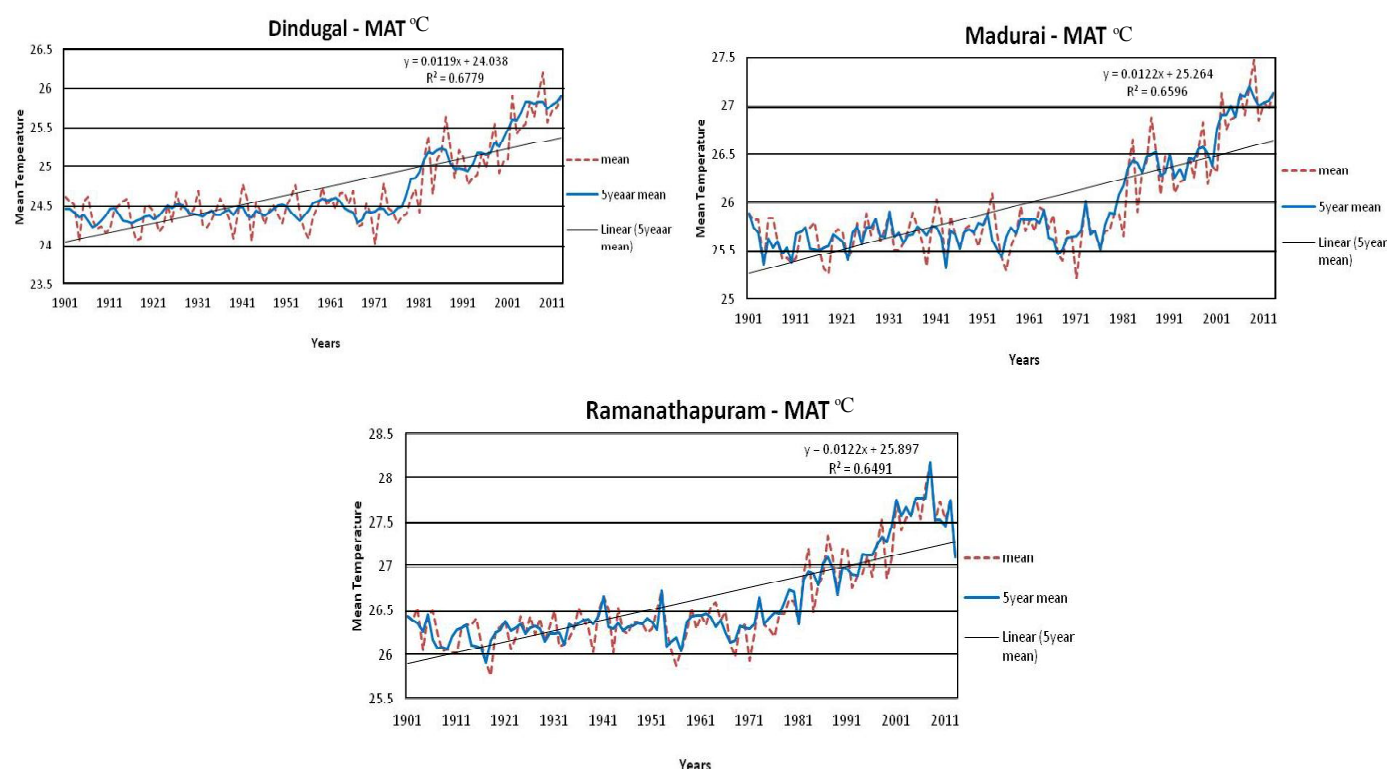 Dindugal - MAT °C
26.5
26
25.5
25
24.5
24
23.5
Mean Temperature
y = 0.0119x + 24.038
R² = 0.6779
1901 1911 1921 1931 1941 1951 1961 1971 1981 1991 2001 2011
Years
mean
5yeaar mean
Linear (5yeaar
mean)
Madurai - MAT °C
27.5
27
26.5
26
25.5
25
Mean Temperature
y = 0.0122x + 25.264
R² = 0.6596
1901 1911 1921 1931 1941 1951 1961 1971 1981 1991 2001 2011
Years
mean
5year mean
Linear (5year
mean)
Ramanathapuram - MAT °C
28.5
28
27.5
27
26.5
26
25.5
Mean Temperature
y = 0.0122x + 25.897
R² = 0.6491
1901 1911 1921 1931 1941 1951 1961 1971 1981 1991 2001 2011
Years
mean
5year mean
Linear (5year
mean)